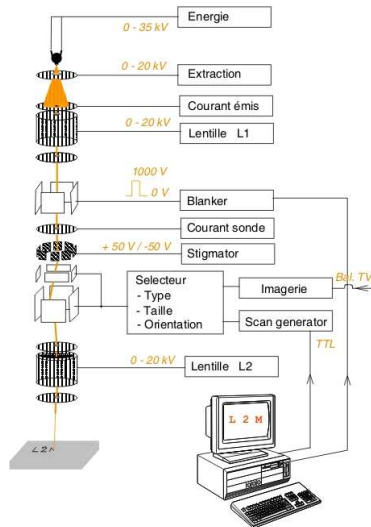 Energie
0 - 35 kV
0 - 20 kV
Extraction
Courant émis
0 - 20 kV
Lentille L1
1000 V
0 V
Blanker
Courant sonde
+ 50 V / -50 V
Stigmator
Selecteur
- Type
- Taille
- Orientation
Imagerie
Bal. TV
Scan generator
TTL
0 - 20 kV
Lentille L2
L 2 M
L 2 M